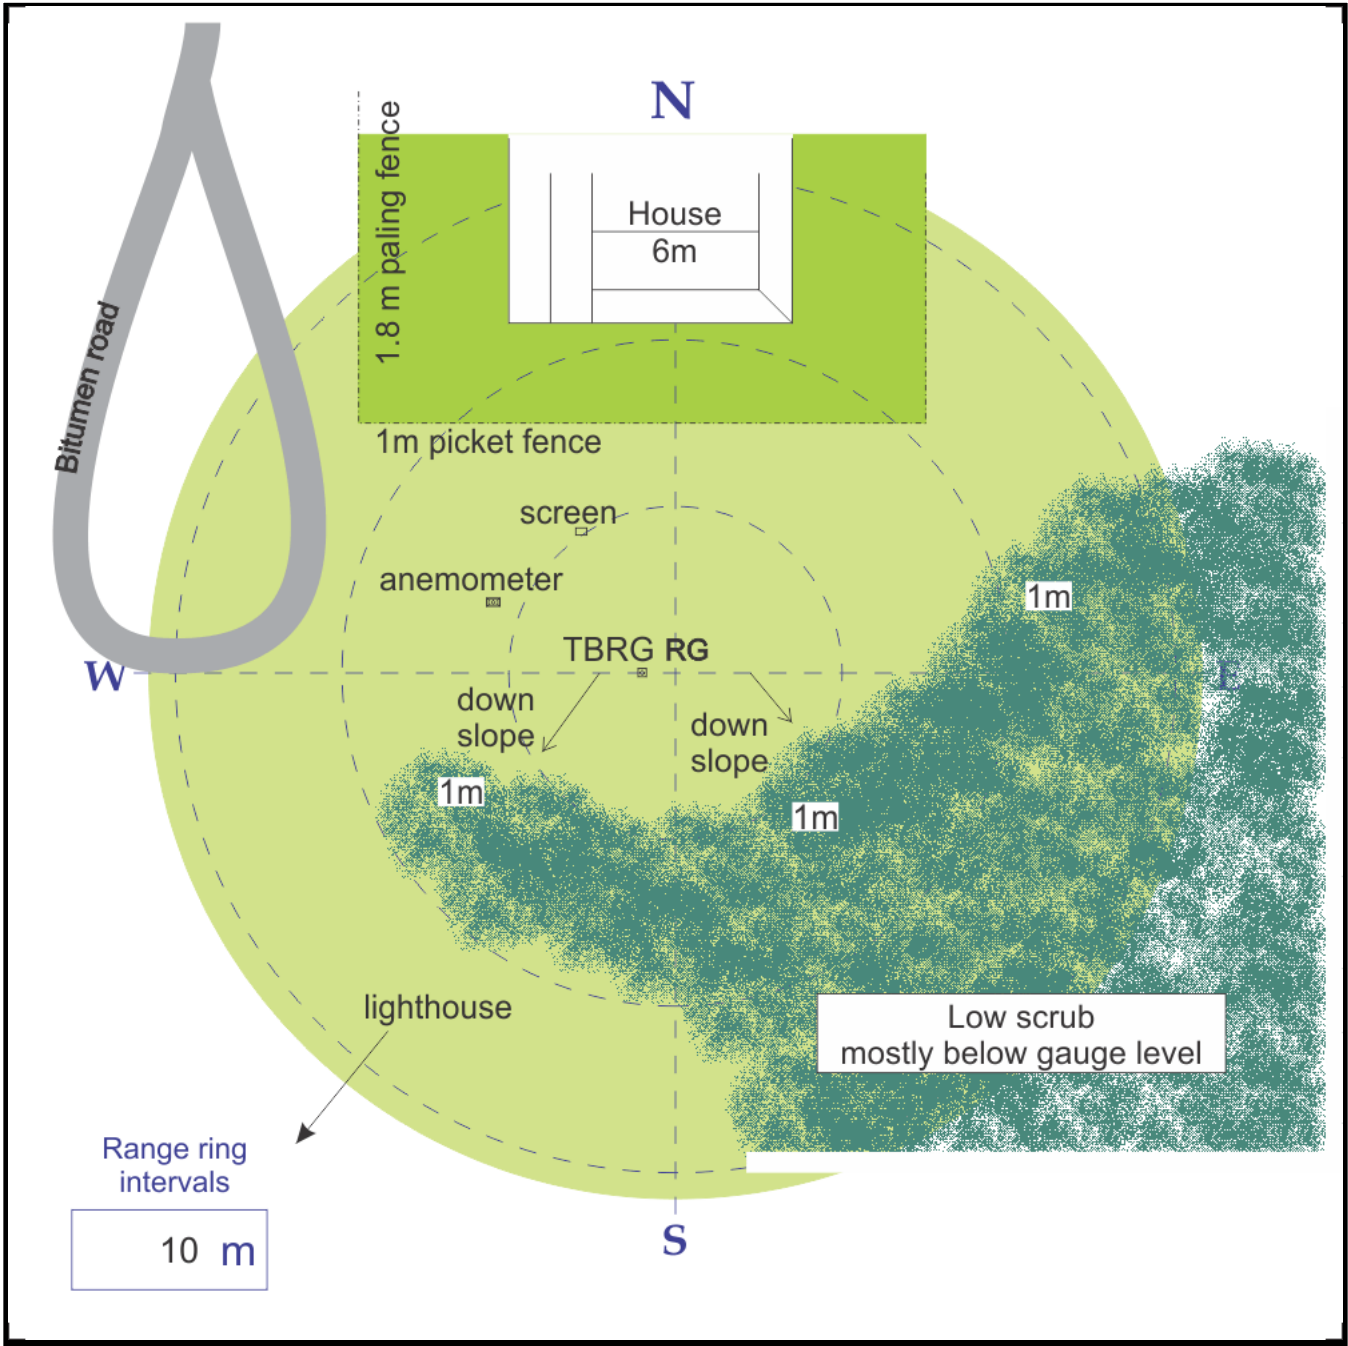 N
1.8 m paling fence
House
6m
Bitumen road
1m picket fence
screen
anemometer
1m
TBRG RG
W
E
down
slope
down
slope
1m
1m
lighthouse
Low scrub
mostly below gauge level
Range ring
intervals
10 m
S